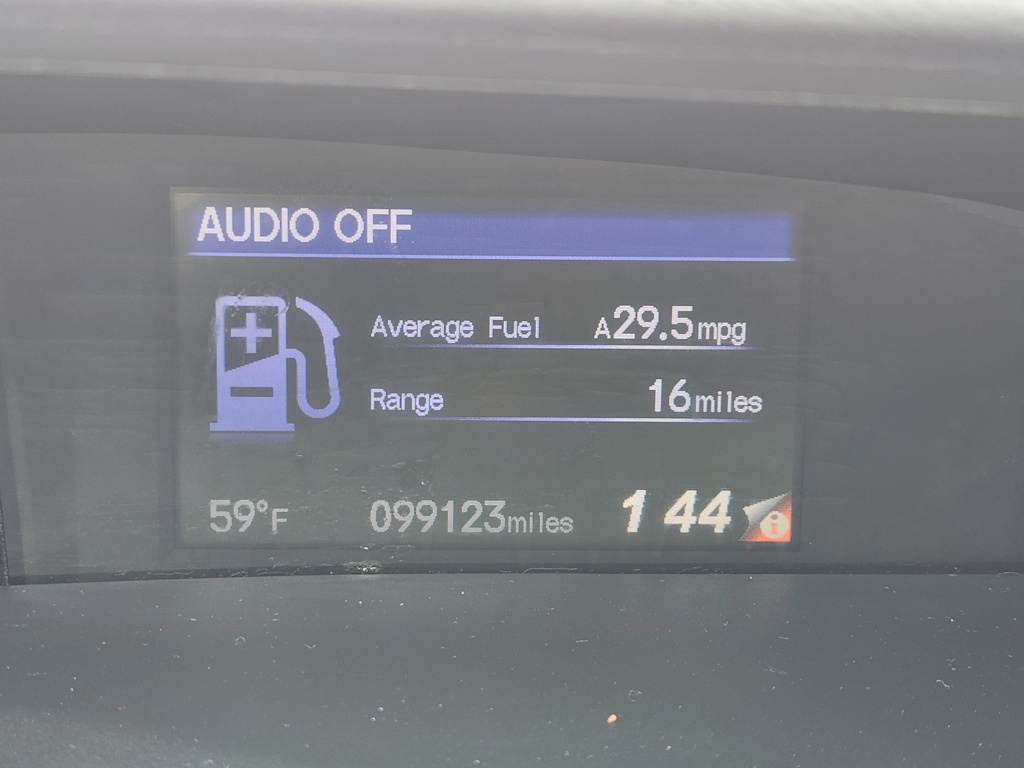 AUDIO OFF
Average Fuel A29.5mpg
Range 16miles
59°F 099123miles 1 44 i